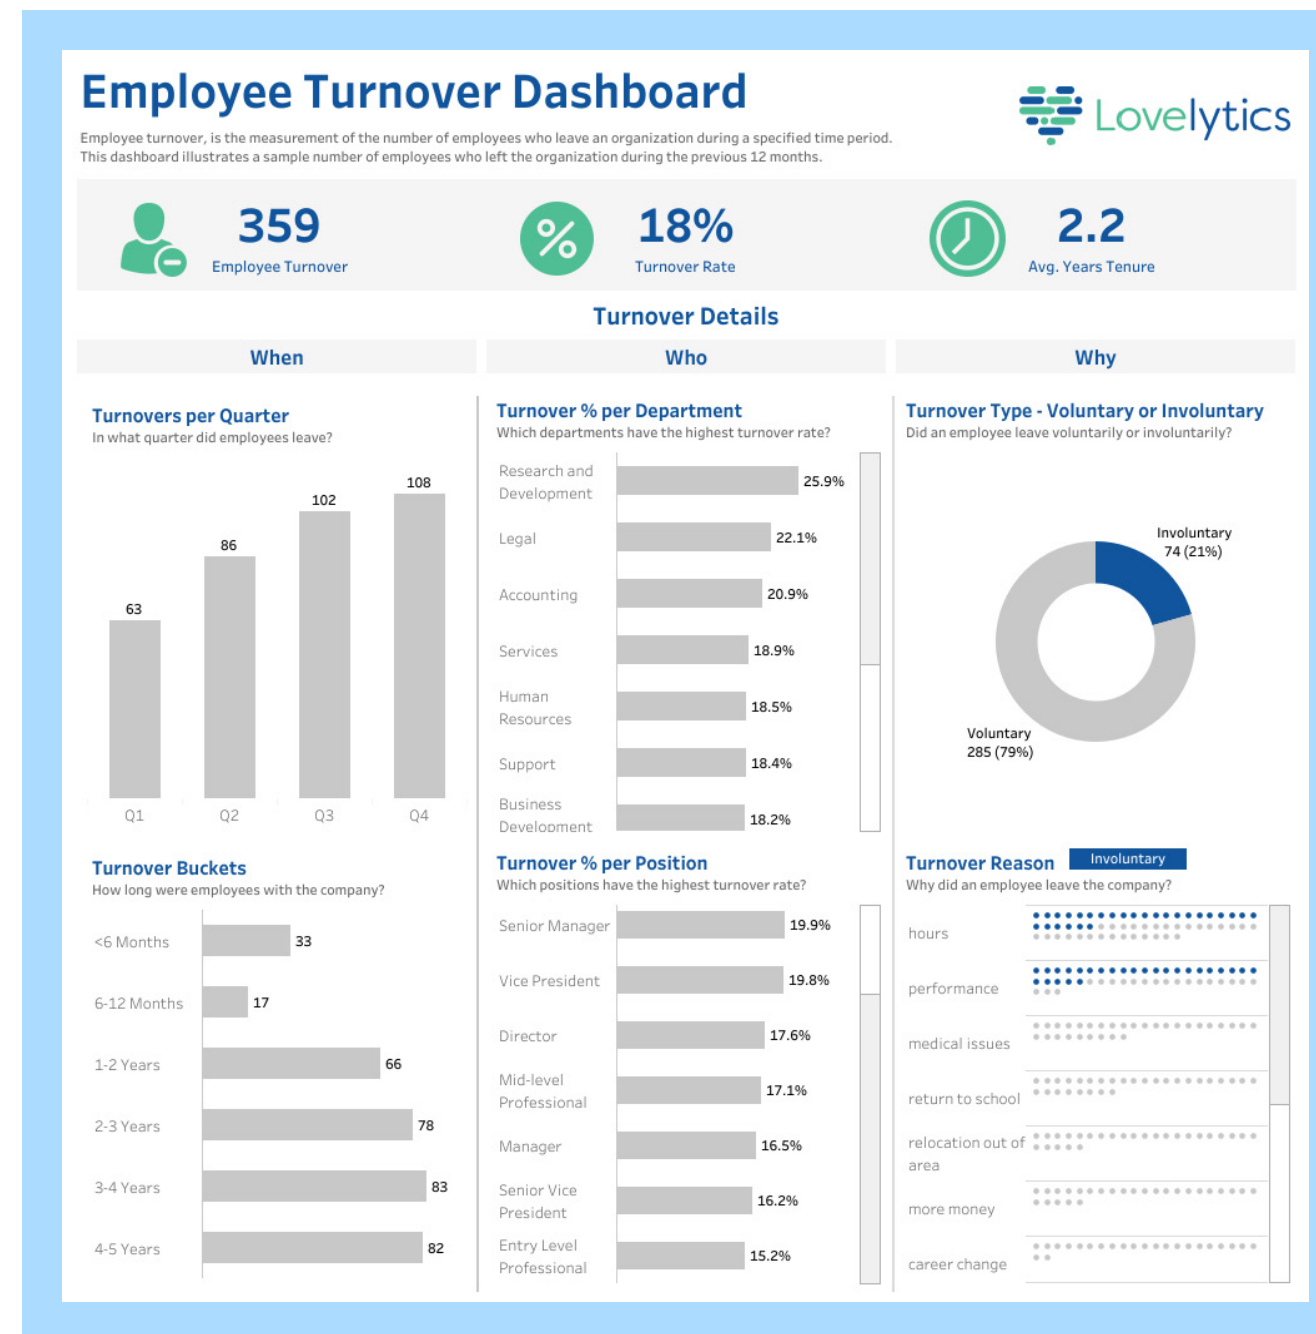 Employee Turnover Dashboard
Employee turnover, is the measurement of the number of employees who leave an organization during a specified time period.
This dashboard illustrates a sample number of employees who left the organization during the previous 12 months.
Lovelytics
359
Employee Turnover
18%
Turnover Rate
2.2
Avg. Years Tenure
Turnover Details
When
Who
Why
Turnovers per Quarter
In what quarter did employees leave?
63
86
102
108
Q1
Q2
Q3
Q4
Turnover Buckets
How long were employees with the company?
<6 Months 33
6-12 Months 17
1-2 Years 66
2-3 Years 78
3-4 Years 83
4-5 Years 82
Turnover % per Department
Which departments have the highest turnover rate?
Research and
Development
25.9%
Legal 22.1%
Accounting 20.9%
Services 18.9%
Human
Resources
18.5%
Support 18.4%
Business
Development
18.2%
Turnover % per Position
Which positions have the highest turnover rate?
Senior Manager 19.9%
Vice President 19.8%
Director 17.6%
Mid-level
Professional
17.1%
Manager 16.5%
Senior Vice
President
16.2%
Entry Level
Professional
15.2%
Turnover Type - Voluntary or Involuntary
Did an employee leave voluntarily or involuntarily?
Involuntary
74 (21%)
Voluntary
285 (79%)
Turnover Reason Involuntary
Why did an employee leave the company?
hours
performance
medical issues
return to school
relocation out of
area
more money
career change